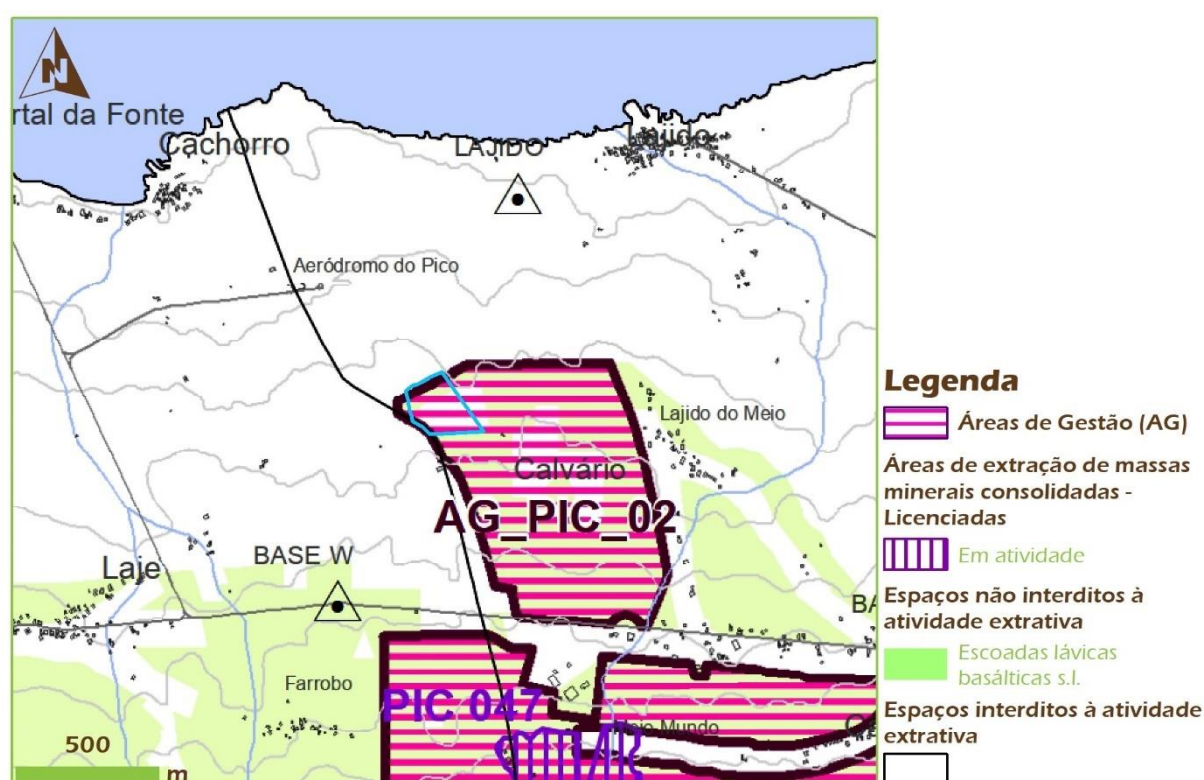 N
rtal da Fonte
Cachorro
LAJIDO
Lajido
Aeródromo do Pico
Lajido do Meio
Calvário
AG_PIC_02
BASE W
Laje
BA
Farrobo
PIC 047
Meio Mundo
500
m
Legenda
Áreas de Gestão (AG)
Áreas de extração de massas
minerais consolidadas -
Licenciadas
Em atividade
Espaços não interditos à
atividade extrativa
Escoadas lávicas
basálticas s.l.
Espaços interditos à atividade
extrativa